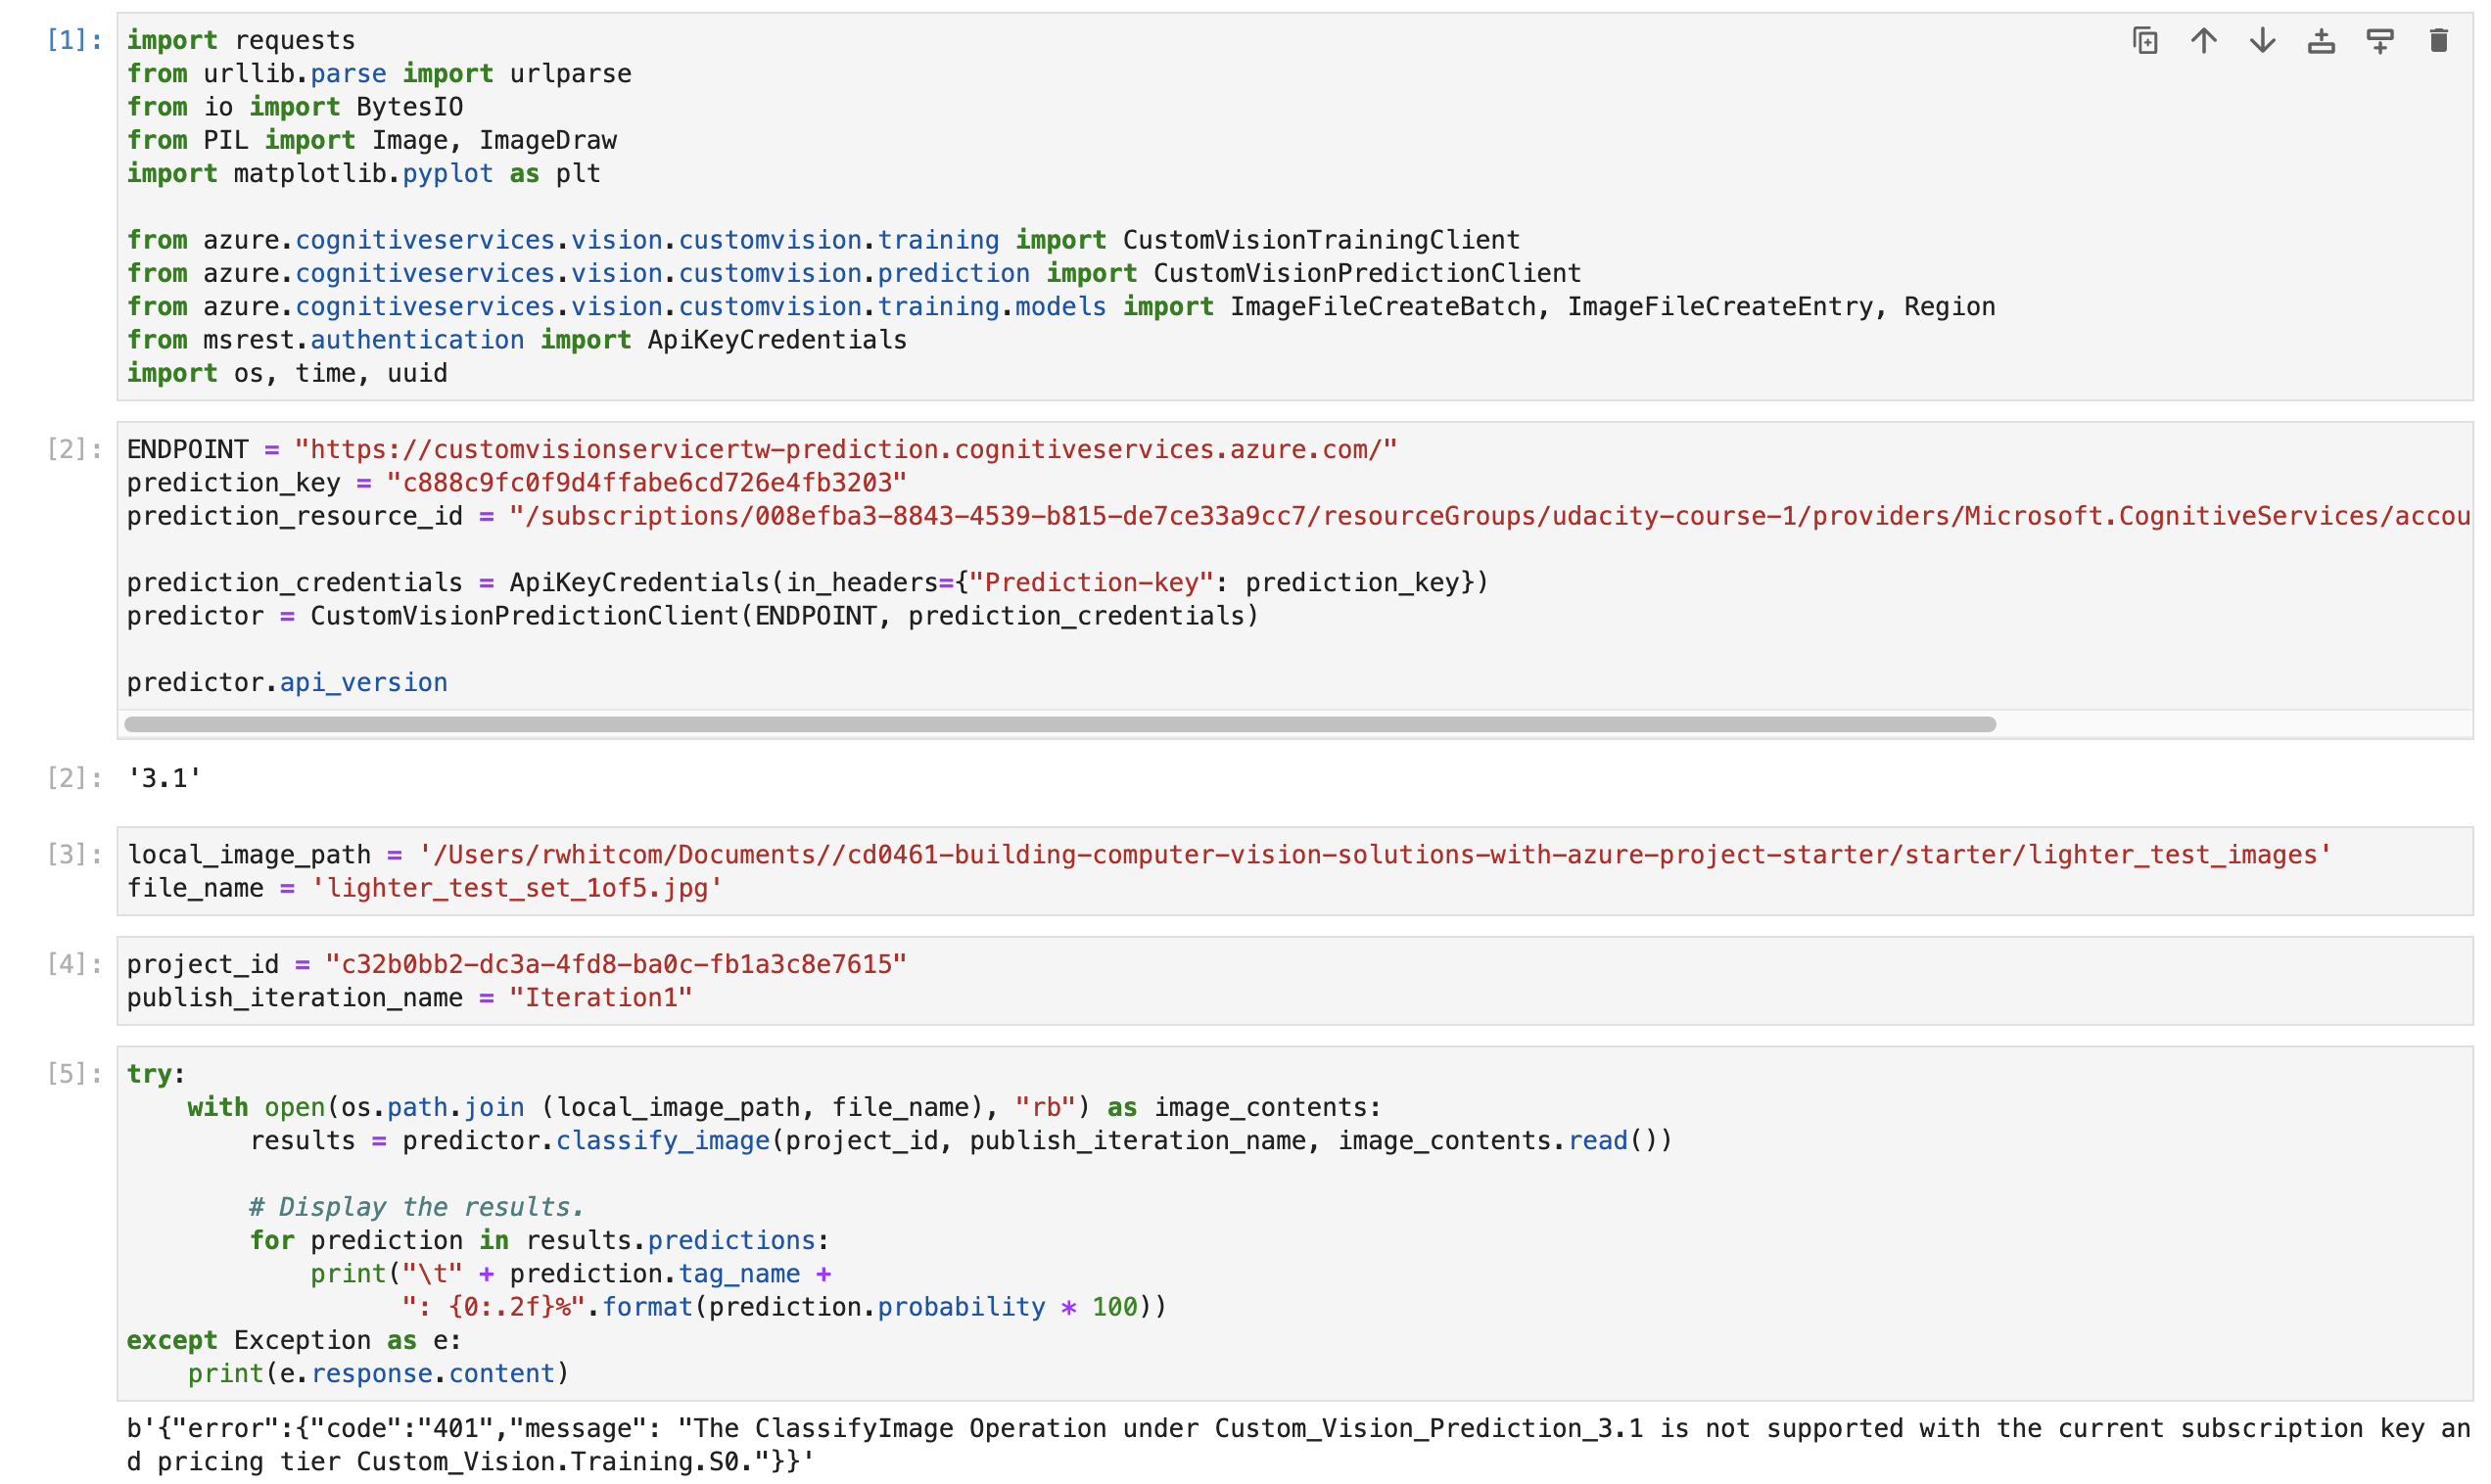 [1]: import requests
from urllib.parse import urlparse
from io import BytesIO
from PIL import Image, ImageDraw
import matplotlib.pyplot as plt

from azure.cognitiveservices.vision.customvision.training import CustomVisionTrainingClient
from azure.cognitiveservices.vision.customvision.prediction import CustomVisionPredictionClient
from azure.cognitiveservices.vision.customvision.training.models import ImageFileCreateBatch, ImageFileCreateEntry, Region
from msrest.authentication import ApiKeyCredentials
import os, time, uuid
[2]: ENDPOINT = "https://customvisionservicertw-prediction.cognitiveservices.azure.com/"
prediction_key = "c888c9fc0f9d4ffabe6cd726e4fb3203"
prediction_resource_id = "/subscriptions/008efba3-8843-4539-b815-de7ce33a9cc7/resourceGroups/udacity-course-1/providers/Microsoft.CognitiveServices/accou

prediction_credentials = ApiKeyCredentials(in_headers={"Prediction-key": prediction_key})
predictor = CustomVisionPredictionClient(ENDPOINT, prediction_credentials)

predictor.api_version
[2]: '3.1'
[3]: local_image_path = '/Users/rwhitcom/Documents//cd0461-building-computer-vision-solutions-with-azure-project-starter/starter/lighter_test_images'
file_name = 'lighter_test_set_1of5.jpg'
[4]: project_id = "c32b0bb2-dc3a-4fd8-ba0c-fb1a3c8e7615"
publish_iteration_name = "Iteration1"
[5]: try:
    with open(os.path.join (local_image_path, file_name), "rb") as image_contents:
        results = predictor.classify_image(project_id, publish_iteration_name, image_contents.read())

        # Display the results.
        for prediction in results.predictions:
            print("\t" + prediction.tag_name +
                  ": {0:.2f}%".format(prediction.probability * 100))
except Exception as e:
    print(e.response.content)
b'{"error":{"code":"401","message": "The ClassifyImage Operation under Custom_Vision_Prediction_3.1 is not supported with the current subscription key an
d pricing tier Custom_Vision.Training.S0."}}'